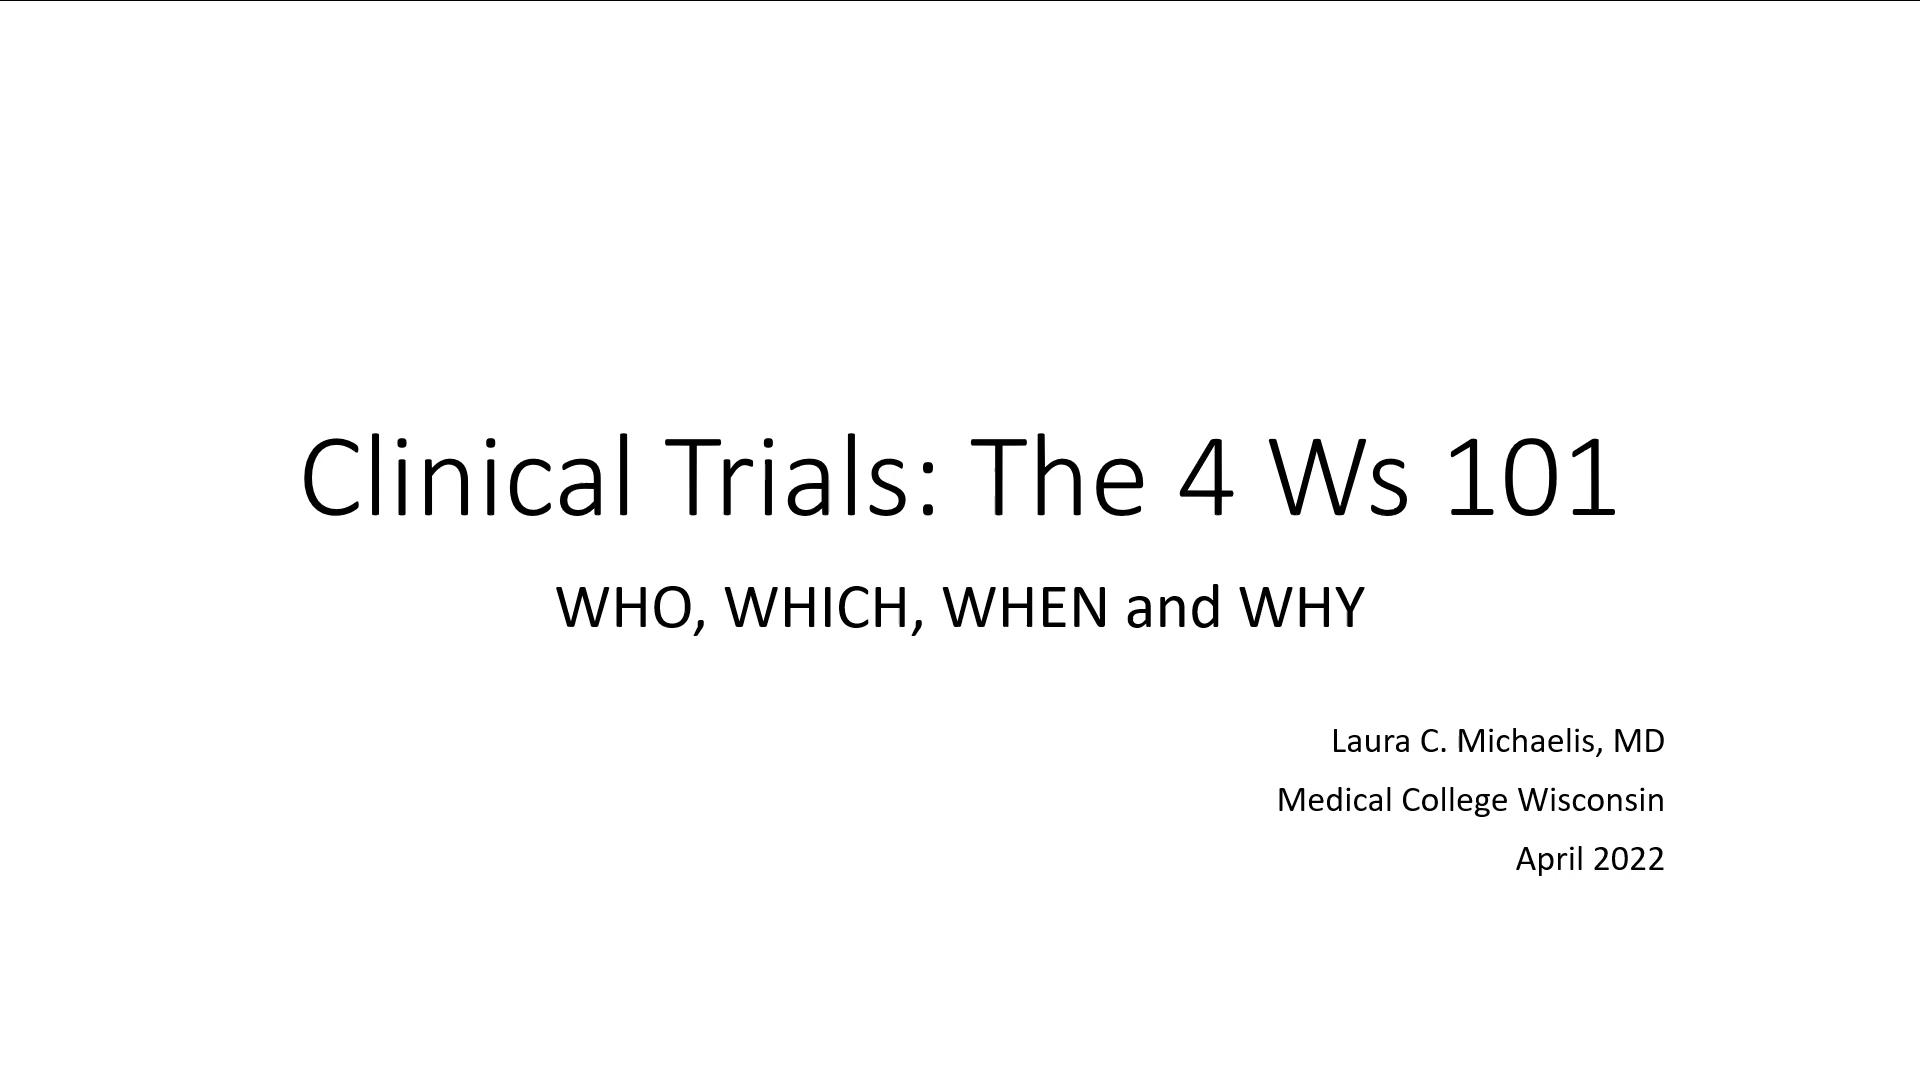 Clinical Trials: The 4 Ws 101
WHO, WHICH, WHEN and WHY
Laura C. Michaelis, MD
Medical College Wisconsin
April 2022